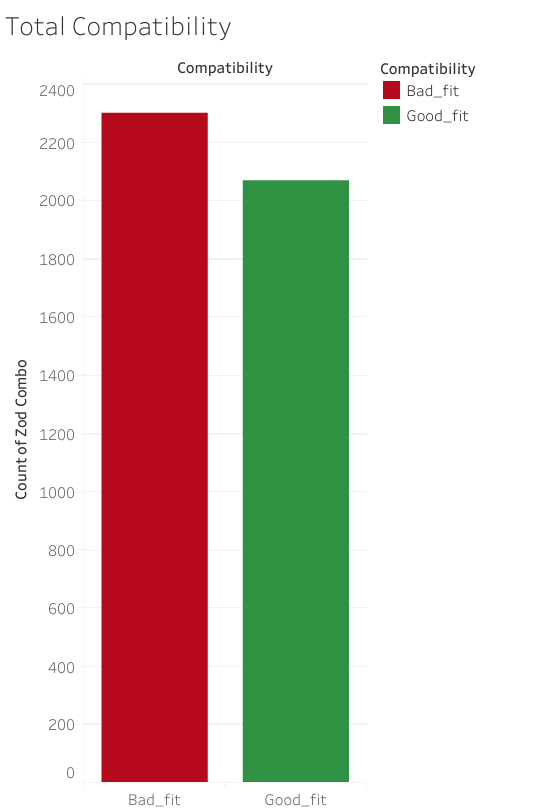 Total Compatibility
Compatibility
Compatibility
Bad_fit
Good_fit
Count of Zod Combo
2400
2200
2000
1800
1600
1400
1200
1000
800
600
400
200
0
Bad_fit
Good_fit